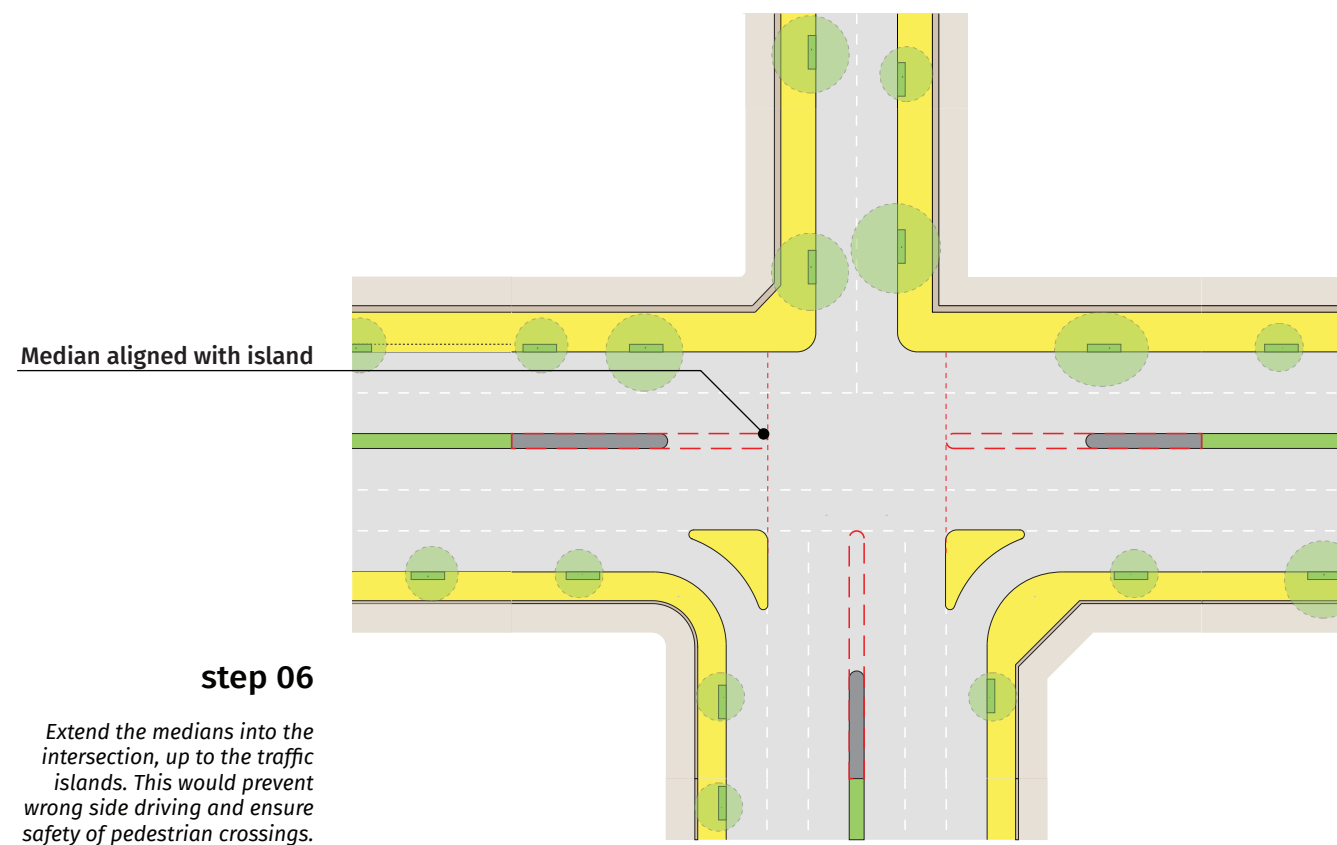 Median aligned with island
step 06
Extend the medians into the
intersection, up to the traffic
islands. This would prevent
wrong side driving and ensure
safety of pedestrian crossings.